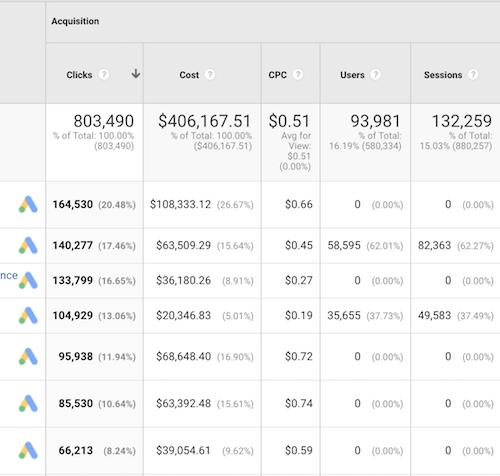 Acquisition
Clicks ? Cost ? CPC ? Users ? Sessions ?
803,490 $406,167.51 $0.51 93,981 132,259
% of Total: 100.00% % of Total: 100.00% Avg for % of Total: % of Total:
(803,490) ($406,167.51) View: 16.19% (580,334) 15.03% (880,257)
$0.51
(0.00%)
164,530 (20.48%) $108,333.12 (26.67%) $0.66 0 (0.00%) 0 (0.00%)
140,277 (17.46%) $63,509.29 (15.64%) $0.45 58,595 (62.01%) 82,363 (62.27%)
nce 133,799 (16.65%) $36,180.26 (8.91%) $0.27 0 (0.00%) 0 (0.00%)
104,929 (13.06%) $20,346.83 (5.01%) $0.19 35,655 (37.73%) 49,583 (37.49%)
95,938 (11.94%) $68,648.40 (16.90%) $0.72 0 (0.00%) 0 (0.00%)
85,530 (10.64%) $63,392.48 (15.61%) $0.74 0 (0.00%) 0 (0.00%)
66,213 (8.24%) $39,054.61 (9.62%) $0.59 0 (0.00%) 0 (0.00%)